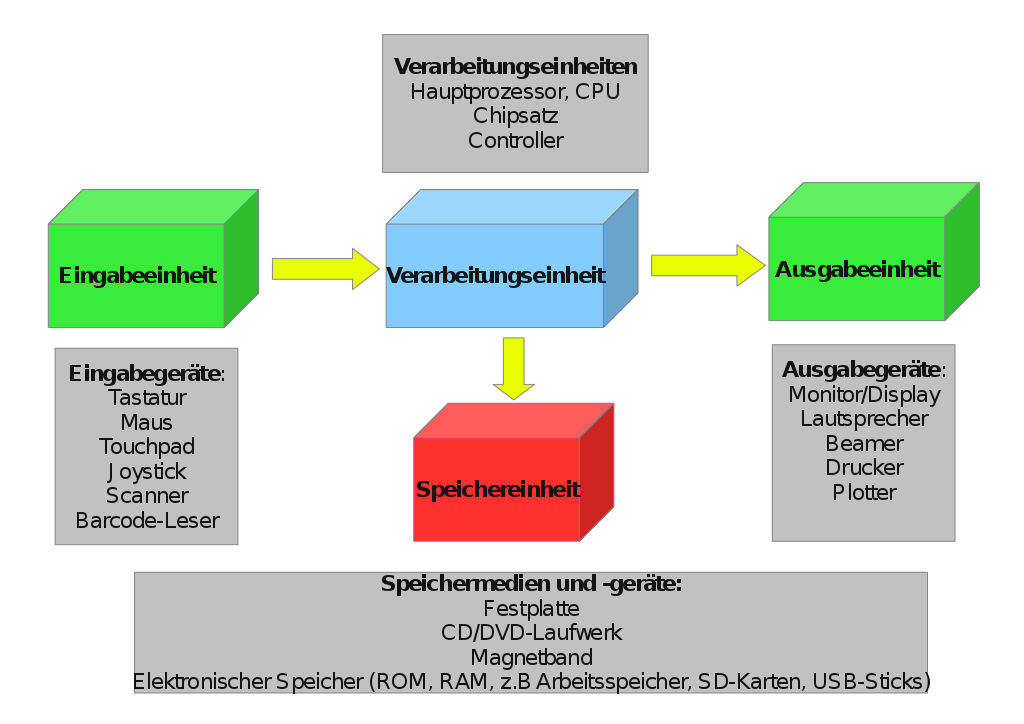 Verarbeitungseinheiten
Hauptprozessor, CPU
Chipsatz
Controller
Eingabeeinheit
Verarbeitungseinheit
Ausgabeeinheit
Eingabegeräte:
Tastatur
Maus
Touchpad
Joystick
Scanner
Barcode-Leser
Ausgabegeräte:
Monitor/Display
Lautsprecher
Beamer
Drucker
Plotter
Speichereinheit
Speichermedien und -geräte:
Festplatte
CD/DVD-Laufwerk
Magnetband
Elektronischer Speicher (ROM, RAM, z.B Arbeitsspeicher, SD-Karten, USB-Sticks)